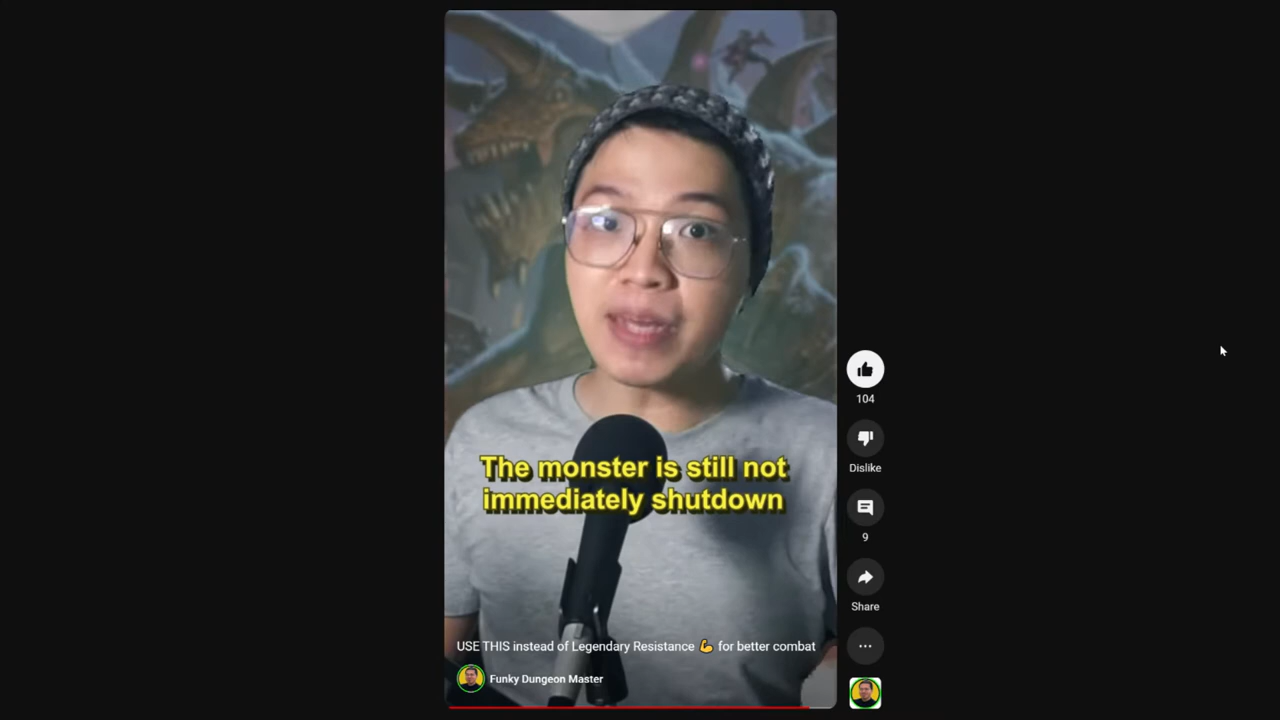 The monster is still not
immediately shutdown
104
Dislike
9
Share
USE THIS instead of Legendary Resistance 💪 for better combat
Funky Dungeon Master